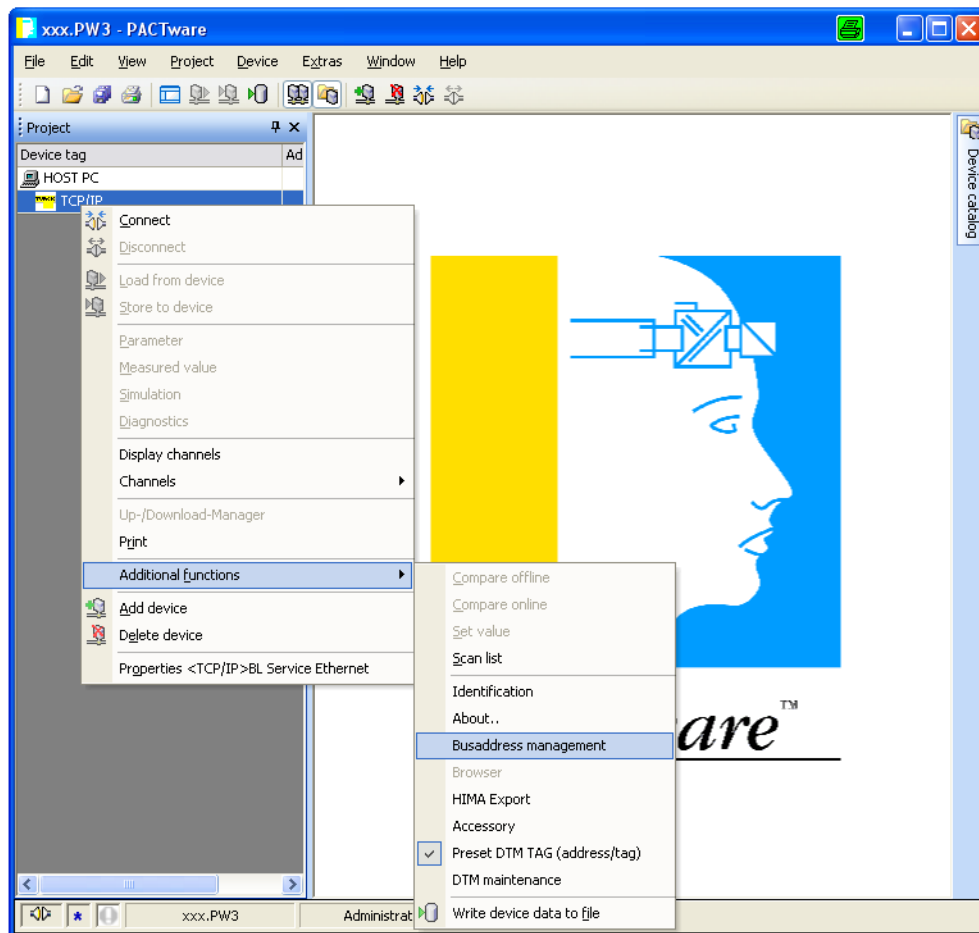 xxx.PW3 - PACTware
File Edit View Project Device Extras Window Help
Project
Device tag Ad
HOST PC
TCP/IP
Device catalog
Connect
Disconnect
Load from device
Store to device
Parameter
Measured value
Simulation
Diagnostics
Display channels
Channels
Up-/Download-Manager
Print
Additional functions
Add device
Delete device
Properties <TCP/IP>BL Service Ethernet
Compare offline
Compare online
Set value
Scan list
Identification
About..
Busaddress management
Browser
HIMA Export
Accessory
Preset DTM TAG (address/tag)
DTM maintenance
Write device data to file
are™
xxx.PW3 Administrat